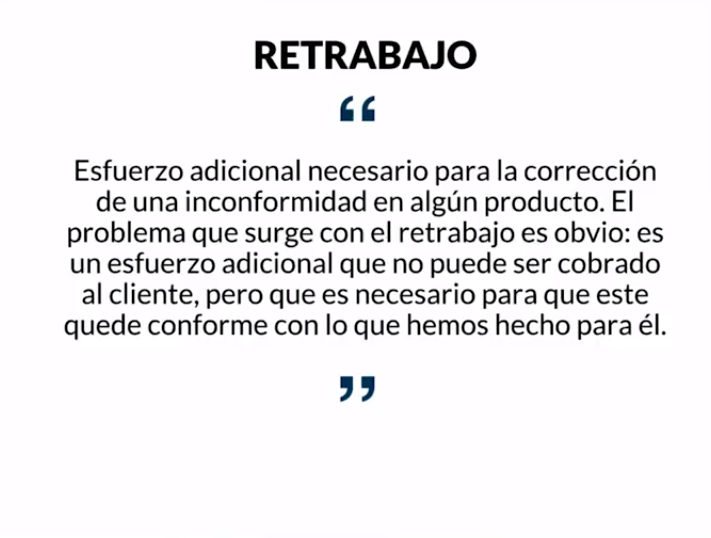 RETRABAJO
“
Esfuerzo adicional necesario para la corrección
de una inconformidad en algún producto. El
problema que surge con el retrabajo es obvio: es
un esfuerzo adicional que no puede ser cobrado
al cliente, pero que es necesario para que este
quede conforme con lo que hemos hecho para él.
”